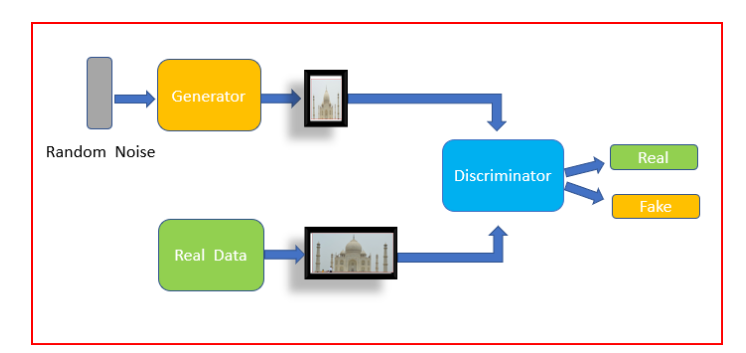 Generator
Random Noise
Discriminator
Real
Fake
Real Data